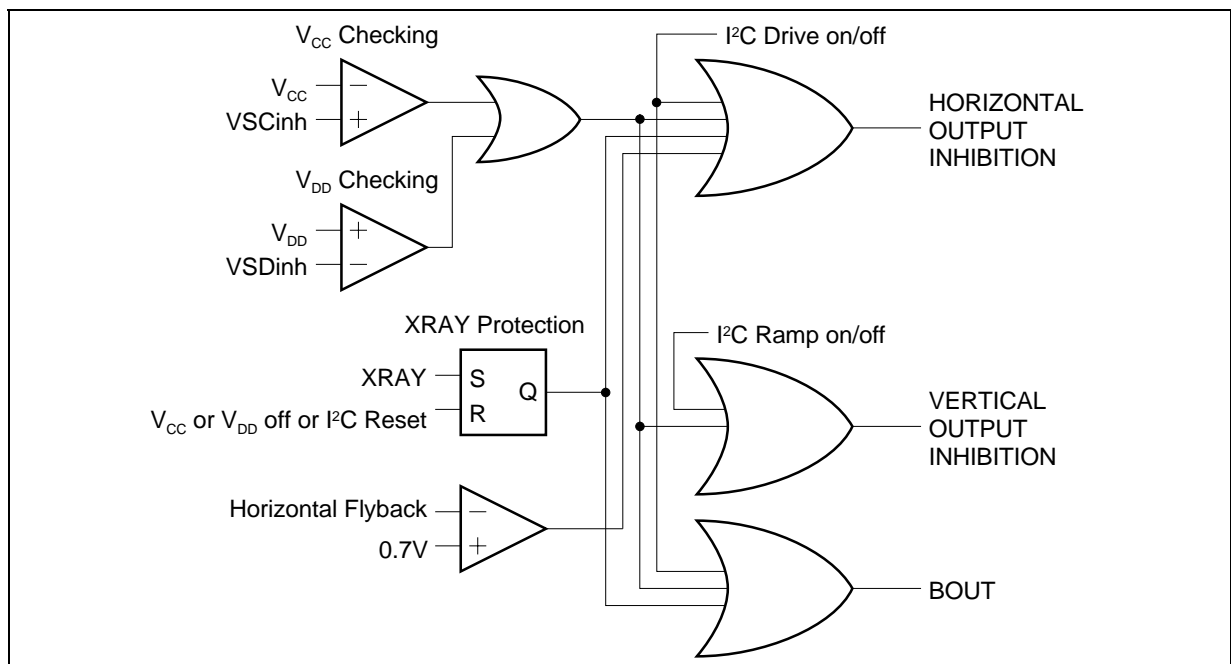 V_CC Checking
V_CC
−
VSCinh
+
I²C Drive on/off
HORIZONTAL
OUTPUT
INHIBITION
V_DD Checking
V_DD
+
VSDinh
−
XRAY Protection
XRAY
S
Q
V_CC or V_DD off or I²C Reset
R
I²C Ramp on/off
VERTICAL
OUTPUT
INHIBITION
Horizontal Flyback
−
0.7V
+
BOUT